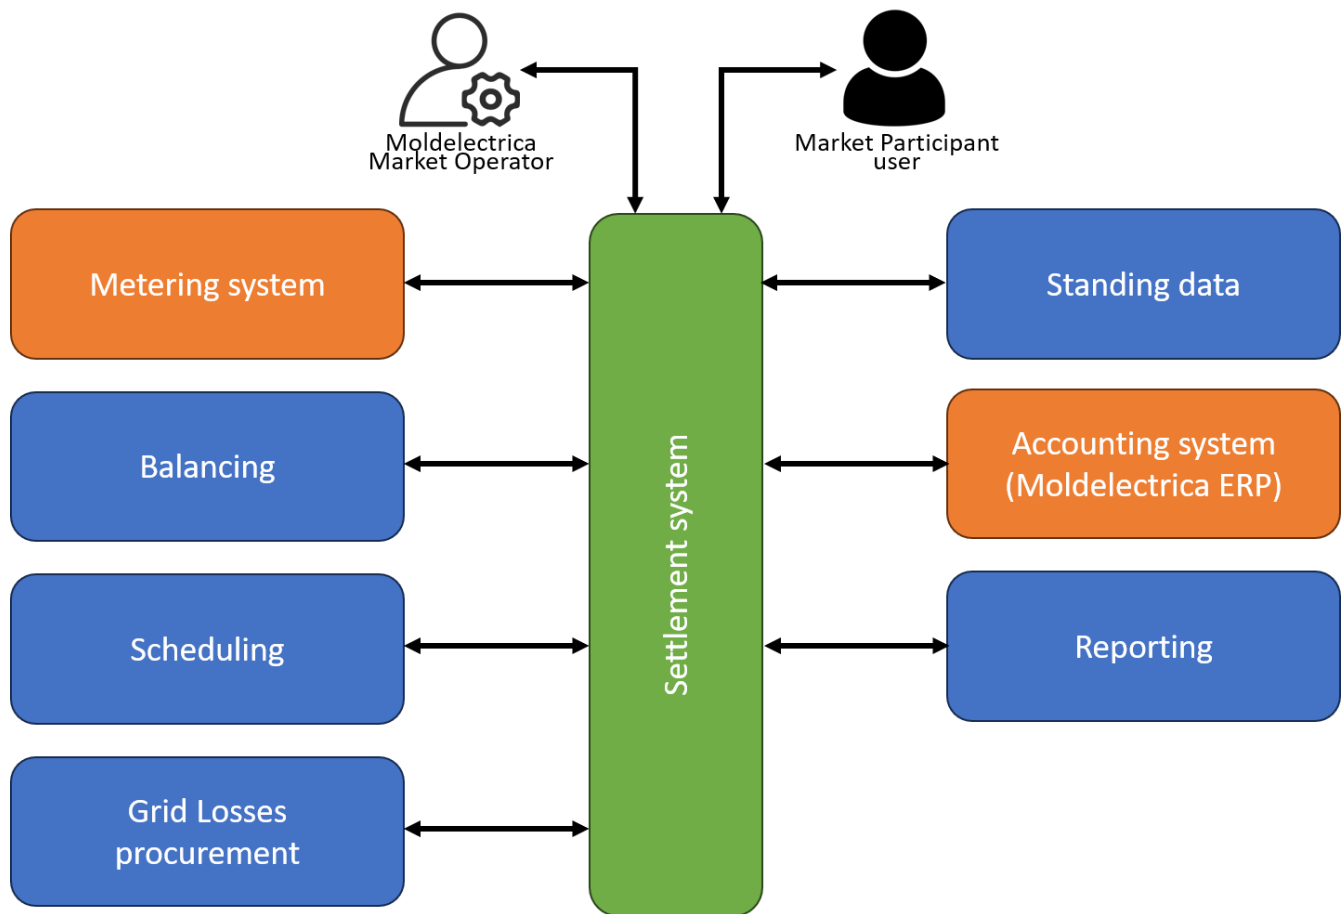 Moldelectrica
Market Operator
Market Participant
user
Metering system
Standing data
Balancing
Accounting system
(Moldelectrica ERP)
Settlement system
Scheduling
Reporting
Grid Losses
procurement